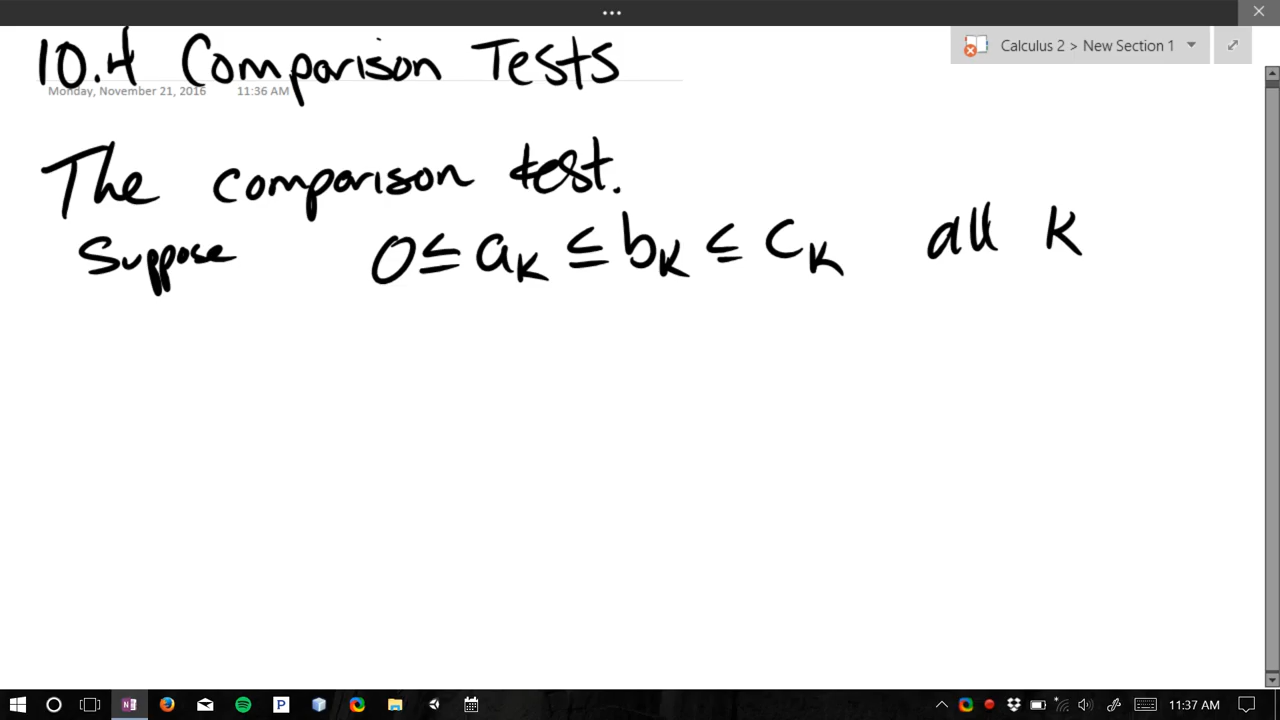 •••
Calculus 2 > New Section 1
10.4 Comparison Tests
Monday, November 21, 2016 11:36 AM
The comparison test.
Suppose 0 ≤ a_K ≤ b_K ≤ c_K all K
11:37 AM